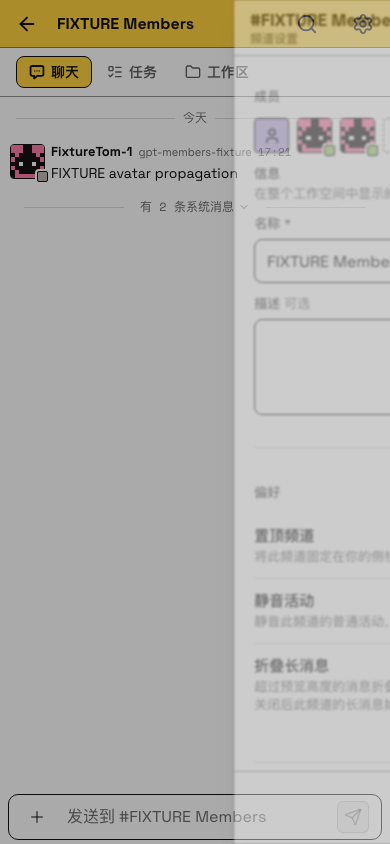 FIXTURE Members
聊天
任务
工作区
今天
FixtureTom-1 gpt-members-fixture 17:21
FIXTURE avatar propagation
有 2 条系统消息
发送到 #FIXTURE Members
#FIXTURE Membe
频道设置
成员
信息
在整个工作空间中显示的
名称 *
FIXTURE Membe
描述 可选
偏好
置顶频道
将此频道固定在你的侧
静音活动
静音此频道的普通活动,
折叠长消息
超过预览高度的消息折
关闭后此频道的长消息